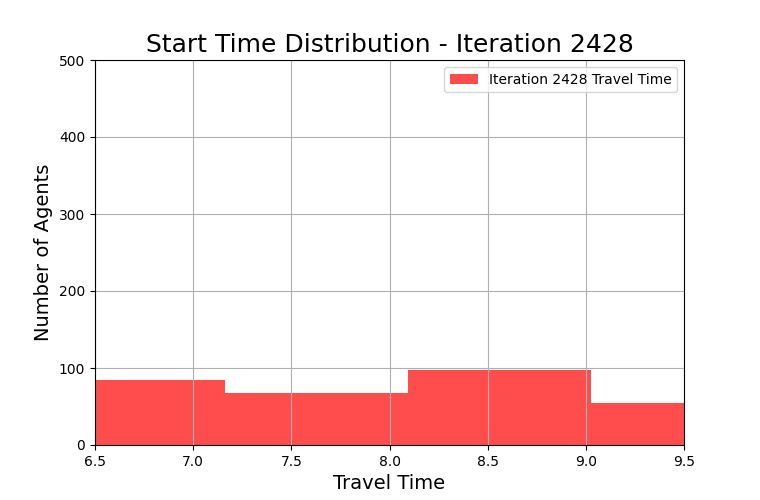 Start Time Distribution - Iteration 2428
500
Iteration 2428 Travel Time
400
300
200
100
0
Number of Agents
6.5 7.0 7.5 8.0 8.5 9.0 9.5
Travel Time